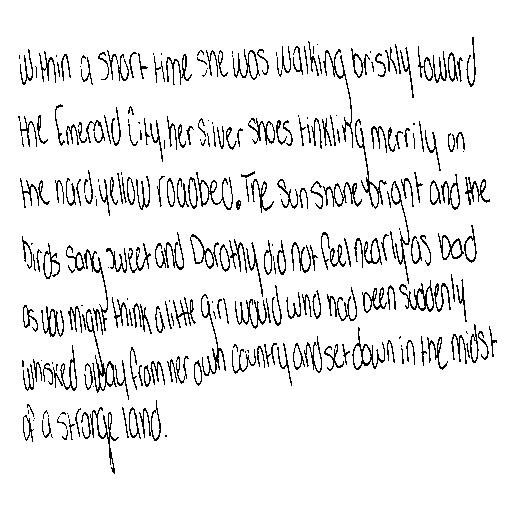 Within a short time she was walking briskly toward
the Emerald City, her silver shoes tinkling merrily on
the hard, yellow roadbed. The sun shone bright and the
birds sang sweet and Dorothy did not feel nearly as bad
as you might think a little girl would who had been suddenly
whisked away from her own country and set down in the midst
of a strange land.